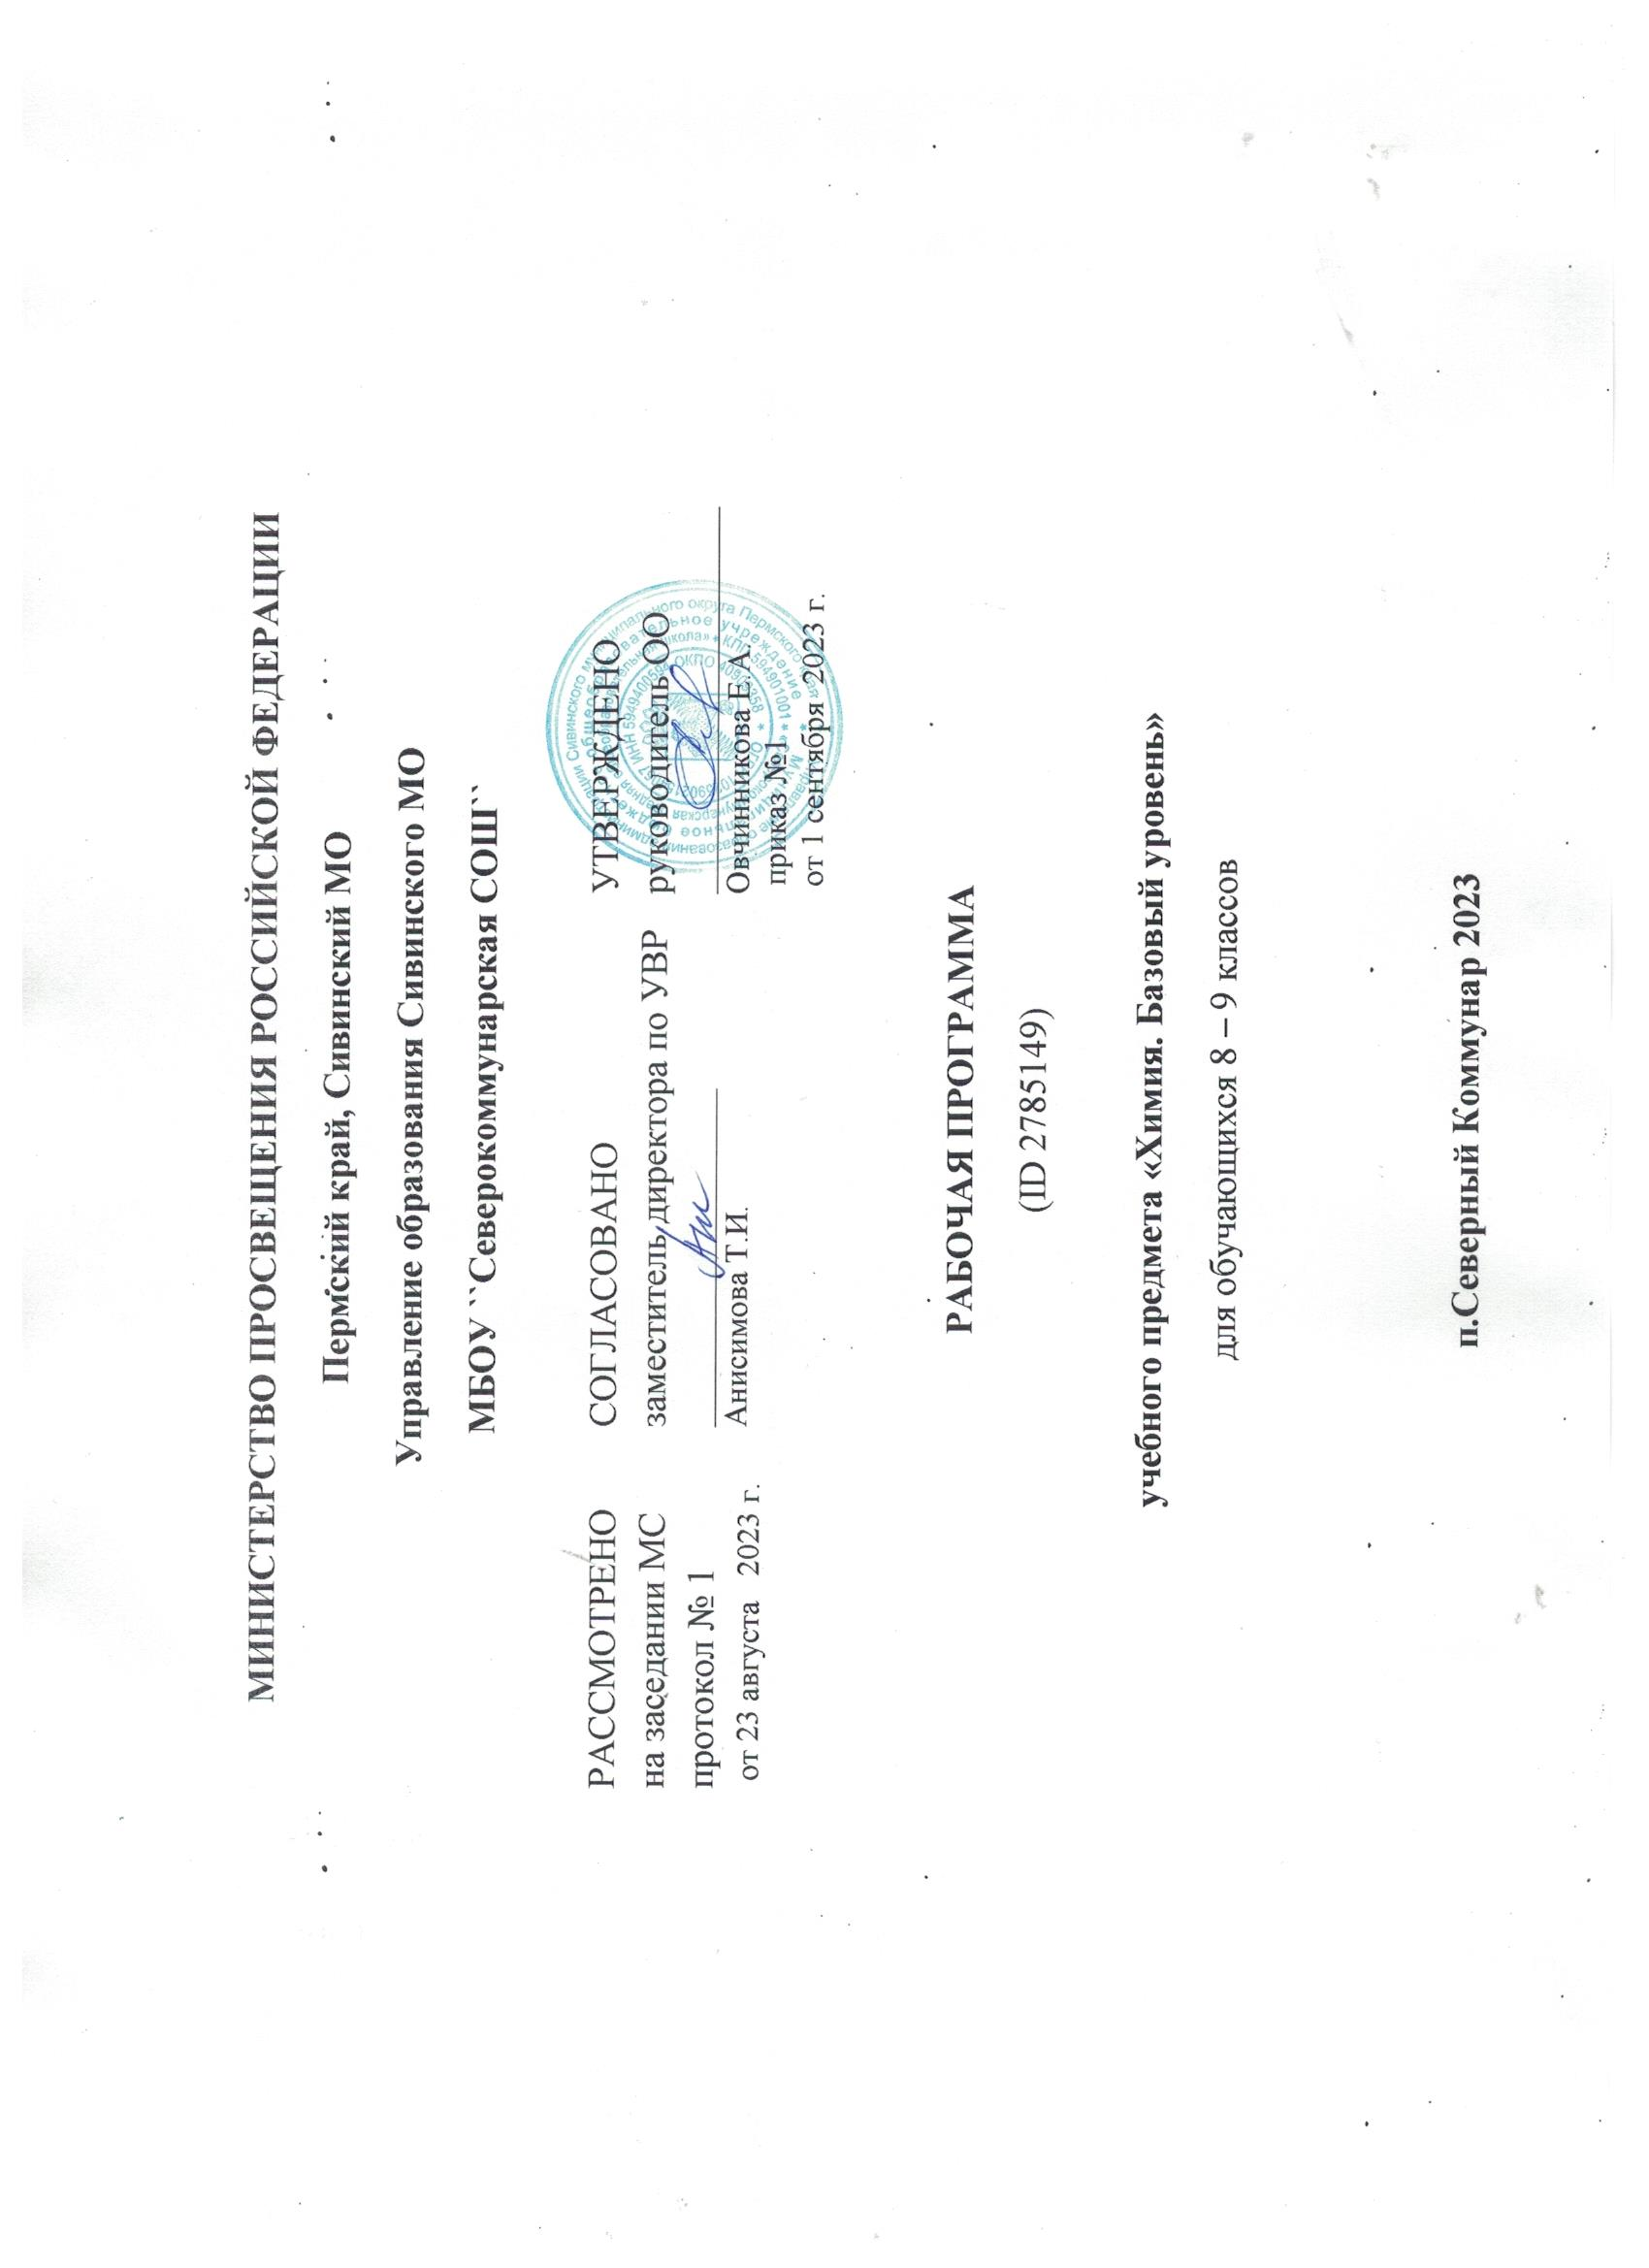 МИНИСТЕРСТВО ПРОСВЕЩЕНИЯ РОССИЙСКОЙ ФЕДЕРАЦИИ
Пермский край, Сивинский МО
Управление образования Сивинского МО
МБОУ ``Северокоммунарская СОШ``
РАССМОТРЕНО
на заседании МС
протокол № 1
от 23 августа 2023 г.
СОГЛАСОВАНО
заместитель директора по УВР
Анисимова Т.И.
УТВЕРЖДЕНО
руководитель ОО
Овчинникова Е.А.
приказ №1
от 1 сентября 2023 г.
РАБОЧАЯ ПРОГРАММА
(ID 2785149)
учебного предмета «Химия. Базовый уровень»
для обучающихся 8 – 9 классов
п.Северный Коммунар 2023